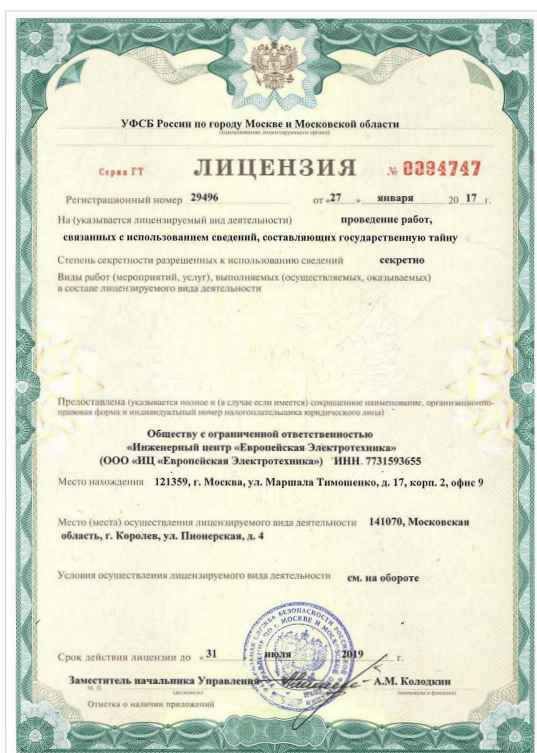 УФСБ России по городу Москве и Московской области
(наименование лицензирующего органа)
Серия ГТ ЛИЦЕНЗИЯ № 0094747
Регистрационный номер 29496 от «27» января 2017 г.
На (указывается лицензируемый вид деятельности) проведение работ,
связанных с использованием сведений, составляющих государственную тайну
Степень секретности разрешенных к использованию сведений секретно
Виды работ (мероприятий, услуг), выполняемых (осуществляемых, оказываемых)
в составе лицензируемого вида деятельности
Предоставлена (указывается полное и (в случае если имеется) сокращенное наименование, организационно-
правовая форма и индивидуальный номер налогоплательщика юридического лица)
Обществу с ограниченной ответственностью
«Инженерный центр «Европейская Электротехника»
(ООО «ИЦ «Европейская Электротехника») ИНН 7731593655
Место нахождения 121359, г. Москва, ул. Маршала Тимошенко, д. 17, корп. 2, офис 9
Место (места) осуществления лицензируемого вида деятельности 141070, Московская
область, г. Королев, ул. Пионерская, д. 4
Условия осуществления лицензируемого вида деятельности см. на обороте
Срок действия лицензии до «31 июля 2019 г.
Заместитель начальника Управления А.М. Колодкин
М. П. (должность) (инициалы и фамилия)
Отметка о наличии приложений